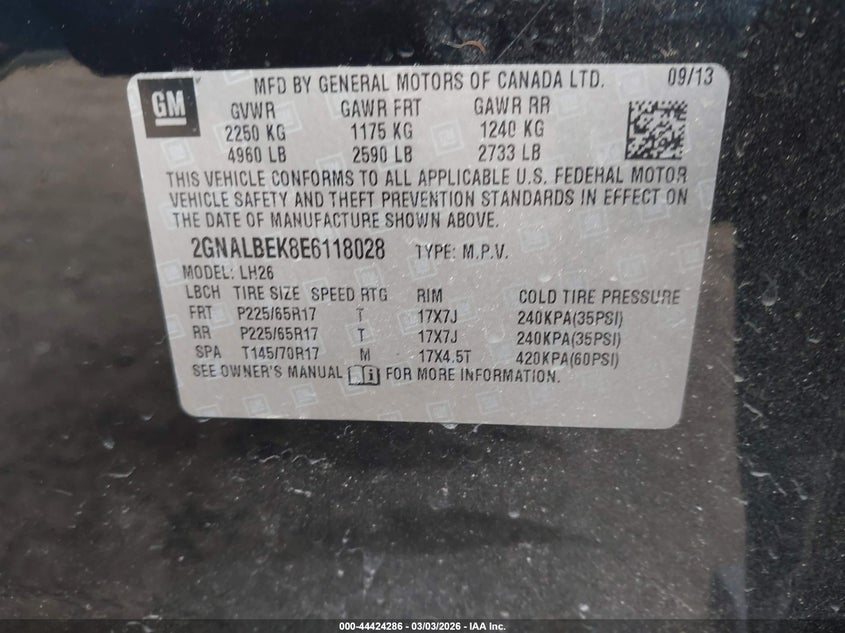 GM
MFD BY GENERAL MOTORS OF CANADA LTD. 09/13
GVWR GAWR FRT GAWR RR
2250 KG 1175 KG 1240 KG
4960 LB 2590 LB 2733 LB
THIS VEHICLE CONFORMS TO ALL APPLICABLE U.S. FEDERAL MOTOR
VEHICLE SAFETY AND THEFT PREVENTION STANDARDS IN EFFECT ON
THE DATE OF MANUFACTURE SHOWN ABOVE.
2GNALBEK8E6118028 TYPE: M.P.V.
MODEL: LH26
LBCH TIRE SIZE SPEED RTG RIM COLD TIRE PRESSURE
FRT P225/65R17 T 17X7J 240KPA(35PSI)
RR P225/65R17 T 17X7J 240KPA(35PSI)
SPA T145/70R17 M 17X4.5T 420KPA(60PSI)
SEE OWNER'S MANUAL FOR MORE INFORMATION.
000-44424286 - 03/03/2026 - IAA Inc.